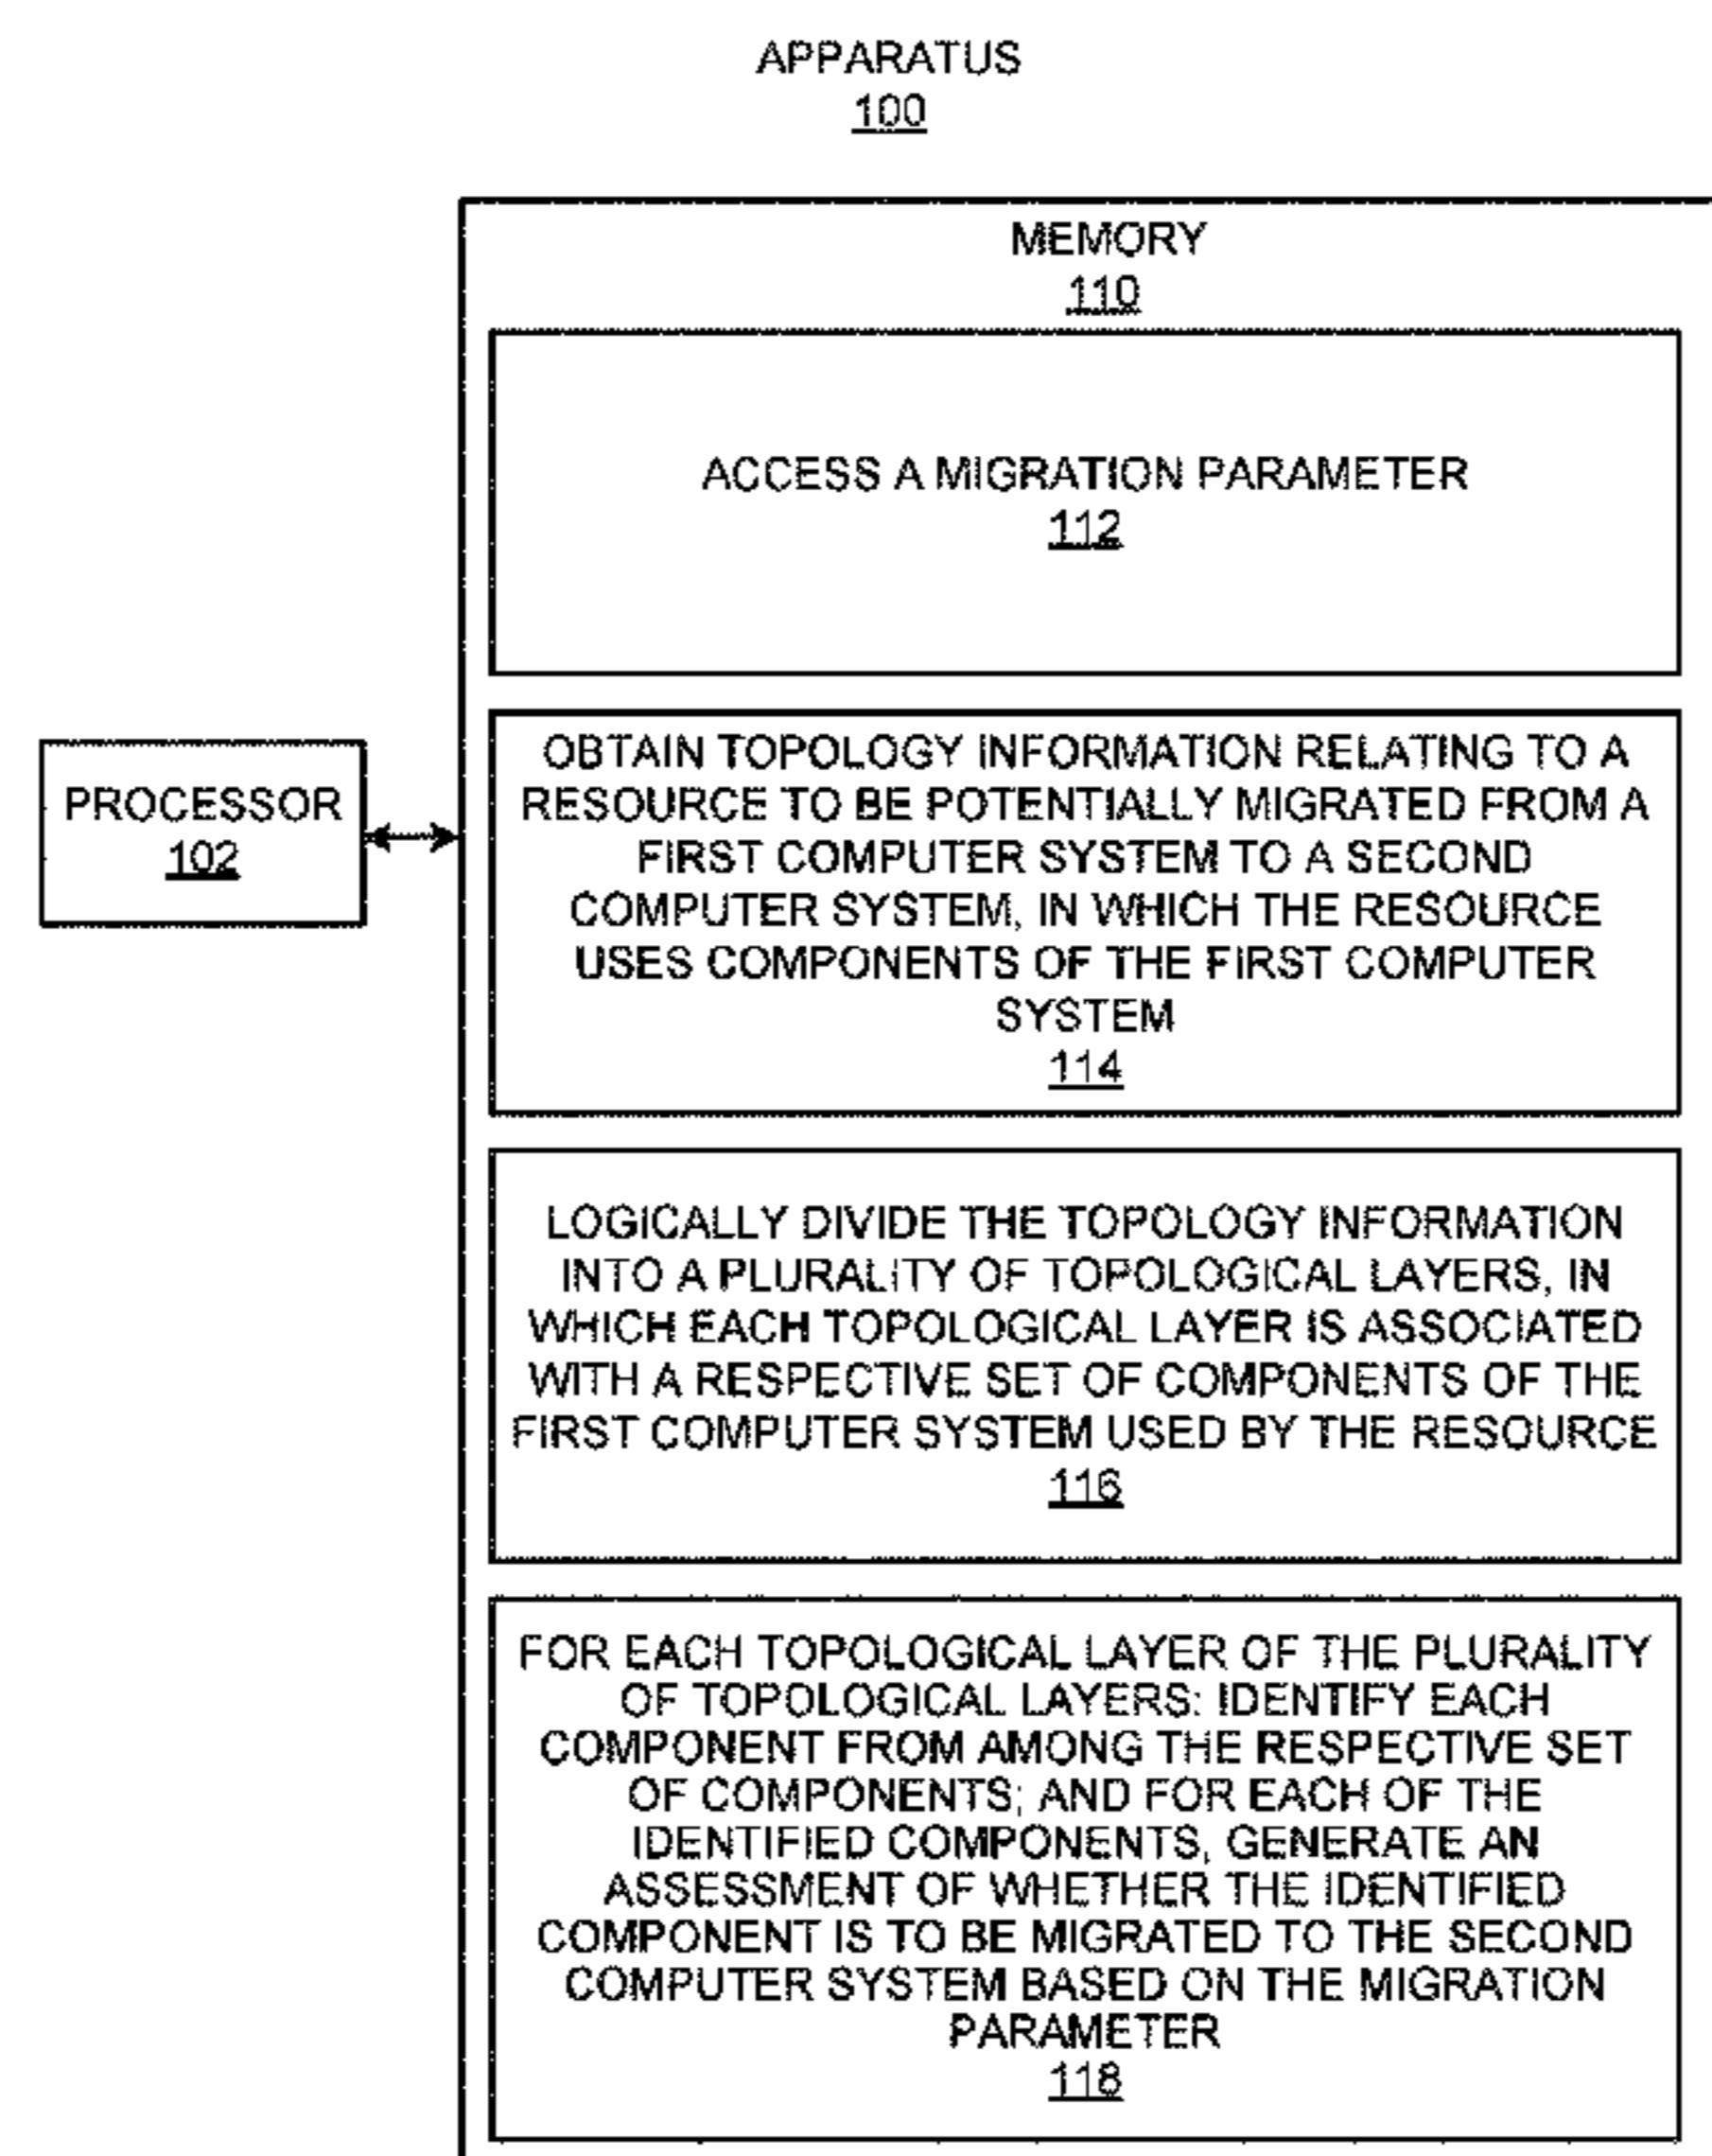 APPARATUS
100
MEMORY
110
ACCESS A MIGRATION PARAMETER
112
PROCESSOR
102
OBTAIN TOPOLOGY INFORMATION RELATING TO A
RESOURCE TO BE POTENTIALLY MIGRATED FROM A
FIRST COMPUTER SYSTEM TO A SECOND
COMPUTER SYSTEM, IN WHICH THE RESOURCE
USES COMPONENTS OF THE FIRST COMPUTER
SYSTEM
114
LOGICALLY DIVIDE THE TOPOLOGY INFORMATION
INTO A PLURALITY OF TOPOLOGICAL LAYERS, IN
WHICH EACH TOPOLOGICAL LAYER IS ASSOCIATED
WITH A RESPECTIVE SET OF COMPONENTS OF THE
FIRST COMPUTER SYSTEM USED BY THE RESOURCE
116
FOR EACH TOPOLOGICAL LAYER OF THE PLURALITY
OF TOPOLOGICAL LAYERS: IDENTIFY EACH
COMPONENT FROM AMONG THE RESPECTIVE SET
OF COMPONENTS; AND FOR EACH OF THE
IDENTIFIED COMPONENTS, GENERATE AN
ASSESSMENT OF WHETHER THE IDENTIFIED
COMPONENT IS TO BE MIGRATED TO THE SECOND
COMPUTER SYSTEM BASED ON THE MIGRATION
PARAMETER
118